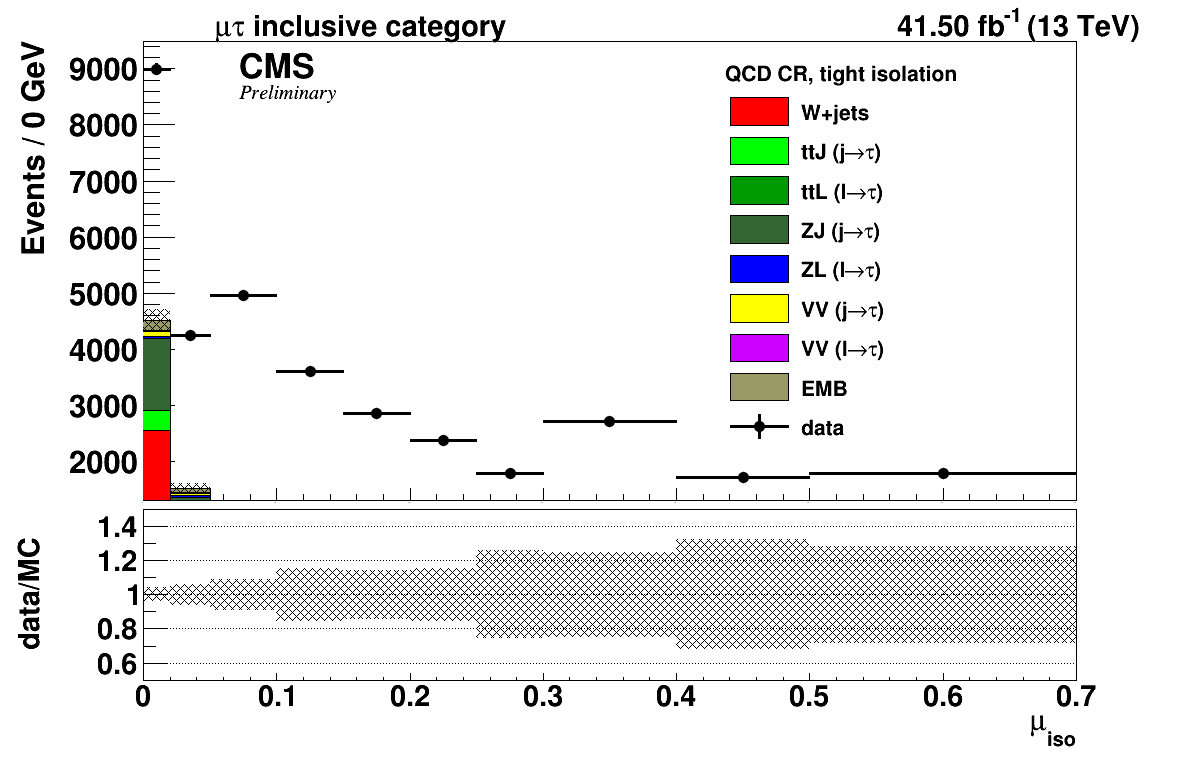 μτ inclusive category
41.50 fb⁻¹ (13 TeV)
CMS
Preliminary
Events / 0 GeV
9000
8000
7000
6000
5000
4000
3000
2000
QCD CR, tight isolation
W+jets
ttJ (j→τ)
ttL (l→τ)
ZJ (j→τ)
ZL (l→τ)
VV (j→τ)
VV (l→τ)
EMB
data
data/MC
1.4
1.2
1
0.8
0.6
0 0.1 0.2 0.3 0.4 0.5 0.6 0.7
μ_iso